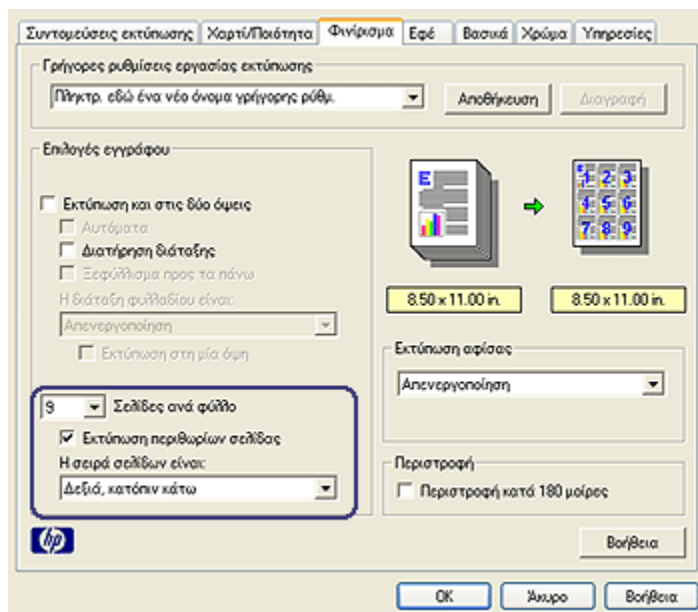 Συντομεύσεις εκτύπωσης Χαρτί/Ποιότητα Φινίρισμα Εφέ Βασικά Χρώμα Υπηρεσίες
Γρήγορες ρυθμίσεις εργασίας εκτύπωσης
Πληκτρ. εδώ ένα νέο όνομα γρήγορης ρύθμ. Αποθήκευση Διαγραφή
Επιλογές εγγράφου
Εκτύπωση και στις δύο όψεις
Αυτόματα
Διατήρηση διάταξης
Ξεφύλλισμα προς τα πάνω
Η διάταξη φυλλαδίου είναι:
Απενεργοποίηση
Εκτύπωση στη μία όψη
9 Σελίδες ανά φύλλο
Εκτύπωση περιθωρίων σελίδας
Η σειρά σελίδων είναι:
Δεξιά, κατόπιν κάτω
E
1 2 3
4 5 6
7 8 9
8.50 x 11.00 in. 8.50 x 11.00 in.
Εκτύπωση αφίσας
Απενεργοποίηση
Περιστροφή
Περιστροφή κατά 180 μοίρες
hp
Βοήθεια
OK Άκυρο Βοήθεια